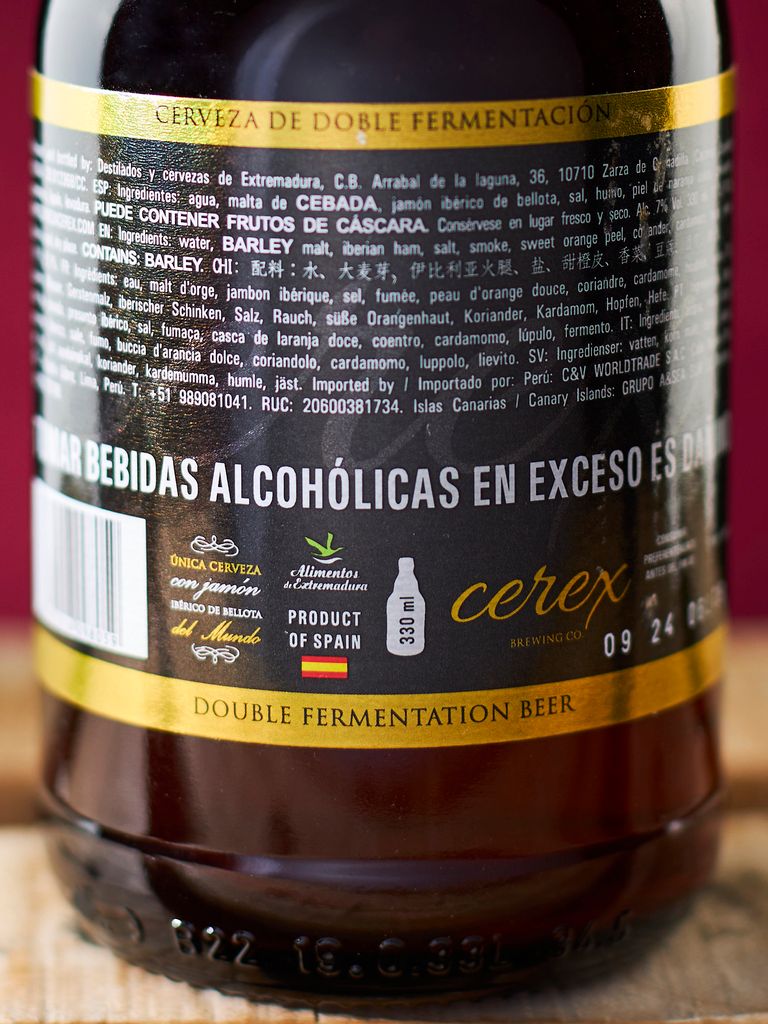 CERVEZA DE DOBLE FERMENTACIÓN
bottled by: Destilados y cervezas de Extremadura, C.B. Arrabal de la laguna, 36, 10710 Zarza de
ESP: Ingredientes: agua, malta de CEBADA, jamón ibérico de bellota, sal, humo, piel de naranja
levadura. PUEDE CONTENER FRUTOS DE CÁSCARA. Consérvese en lugar fresco y seco. Alc 7% Vol. 330
EN: Ingredients: water, BARLEY malt, iberian ham, salt, smoke, sweet orange peel,
CONTAINS: BARLEY. CHI: 配料：水、大麦芽，伊比利亚火腿、盐、甜橙皮、香菜、豆蔻
Ingrédients: eau, malt d'orge, jambon ibérique, sel, fumée, peau d'orange douce, coriandre, cardamome,
Gerstenmalz, iberischer Schinken, Salz, Rauch, süße Orangenhaut, Koriander, Kardamom, Hopfen, Hefe. PT
presunto ibérico, sal, fumaça, casca de laranja doce, coentro, cardamomo, lúpulo, fermento. IT: Ingredienti
sale, fumo, buccia d'arancia dolce, coriandolo, cardamomo, luppolo, lievito. SV: Ingredienser: vatten, korn
koriander, kardemumma, humle, jäst. Imported by / Importado por: Perú: C&V WORLDTRADE S.A.C.
Lima, Perú. T: +51 989081041. RUC: 20600381734. Islas Canarias / Canary Islands: GRUPO
BEBIDAS ALCOHÓLICAS EN EXCESO ES
ÚNICA CERVEZA
con jamón
IBÉRICO DE BELLOTA
del Mundo
Alimentos
de Extremadura
PRODUCT
OF SPAIN
330 ml
cerex
BREWING CO.
09 24
DOUBLE FERMENTATION BEER